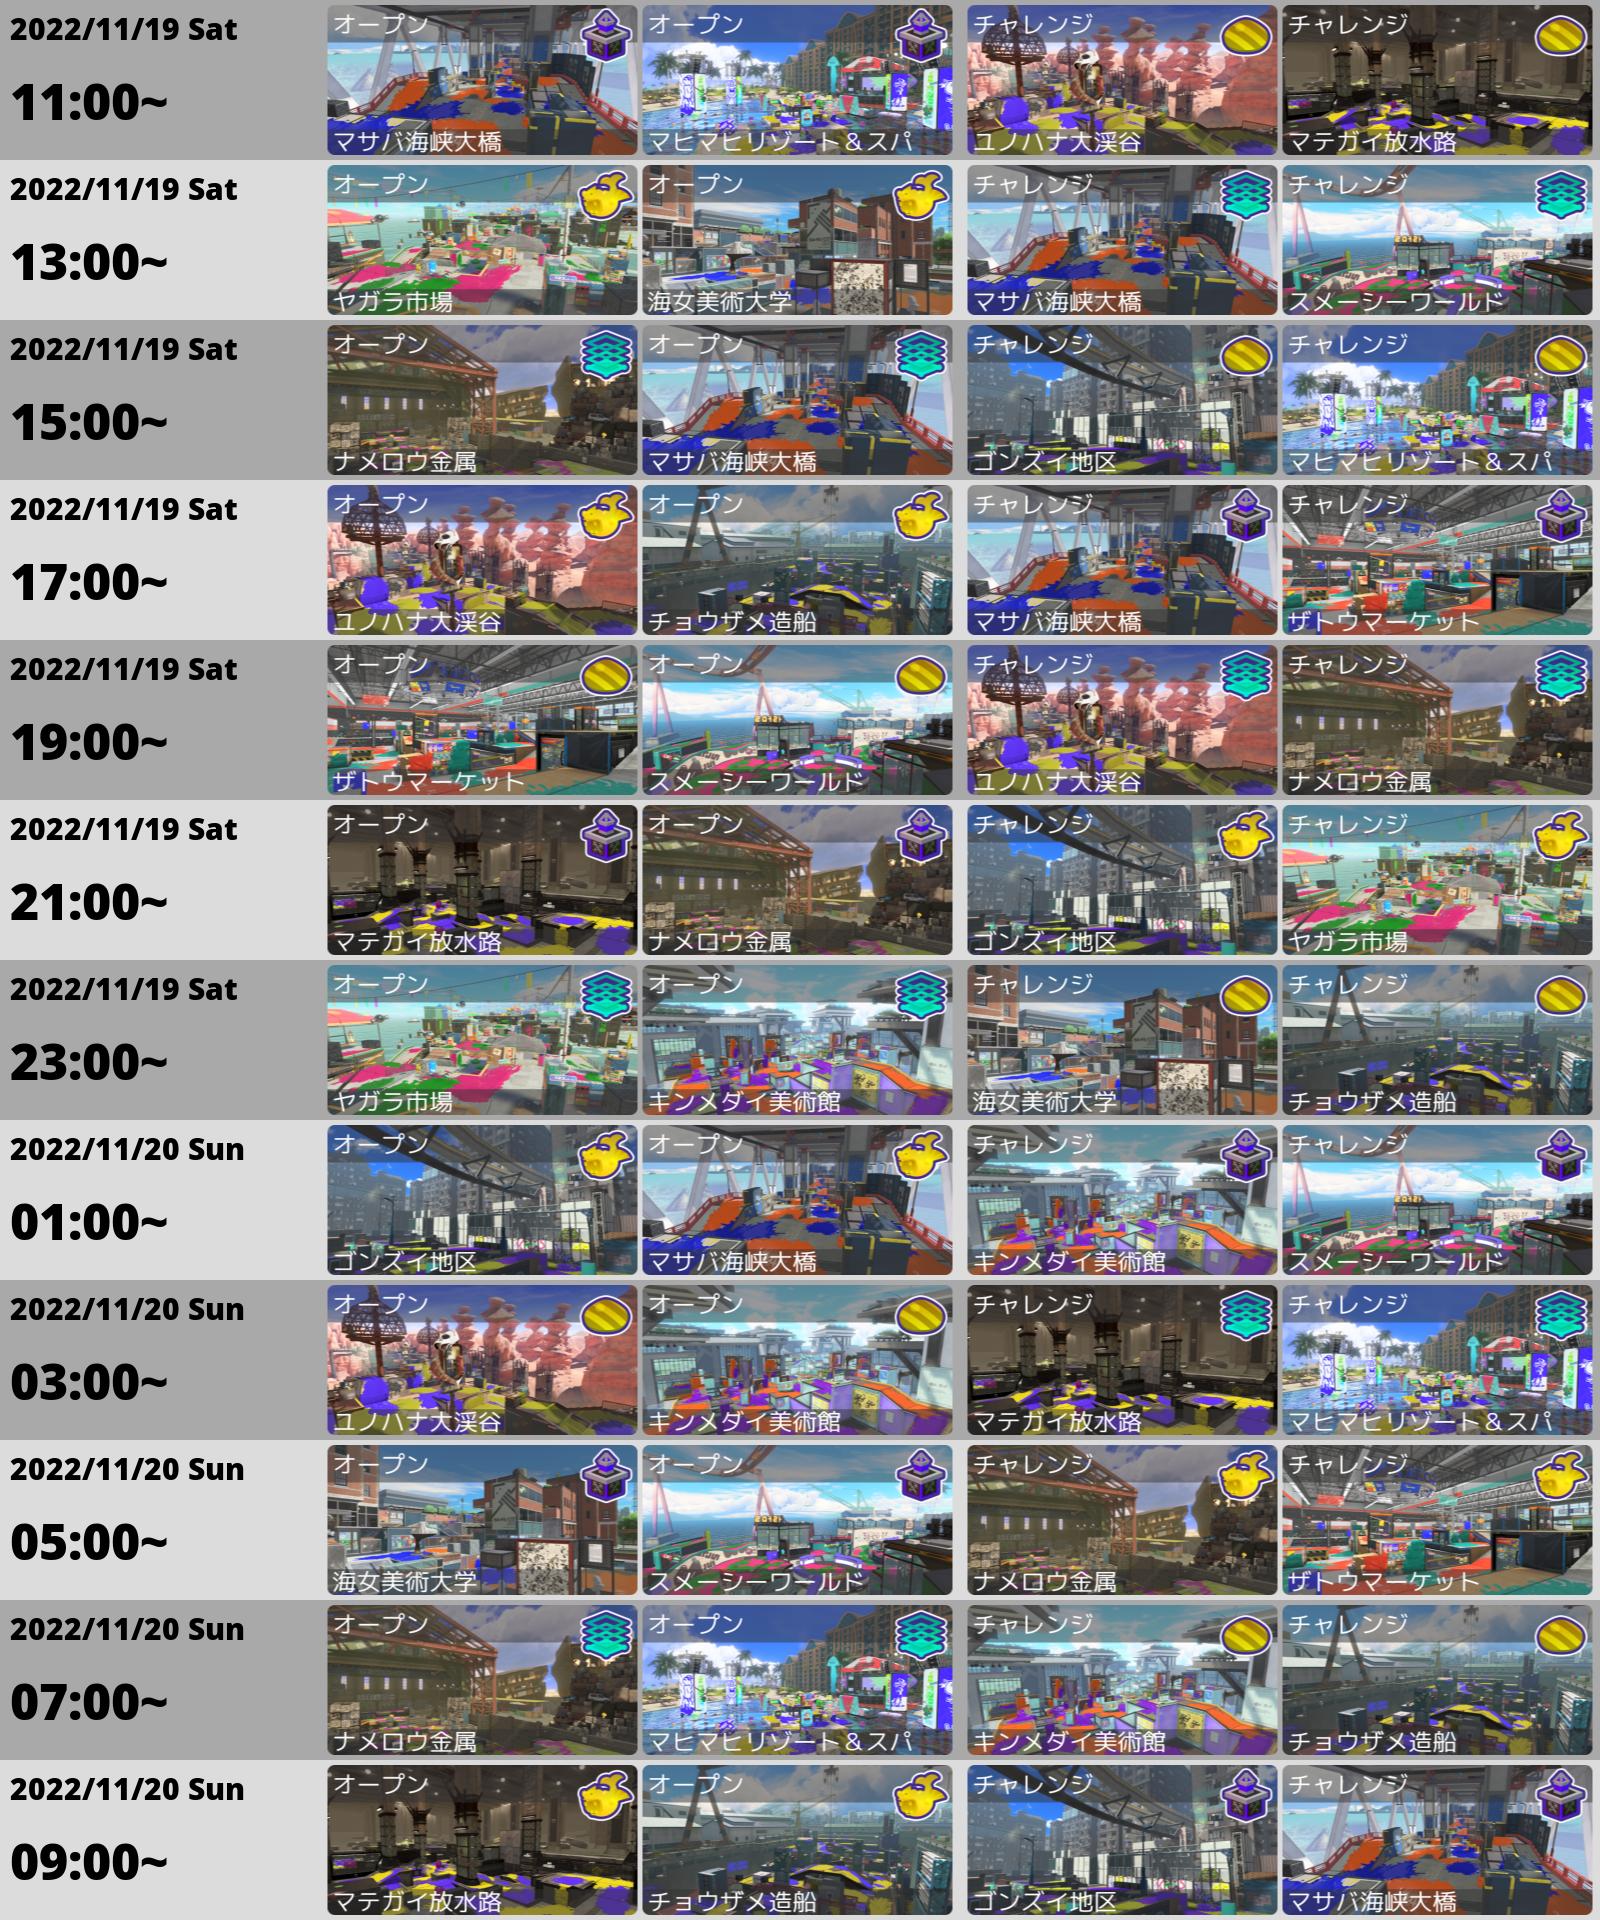 2022/11/19 Sat
11:00~
オープン
マサバ海峡大橋
オープン
マヒマヒリゾート＆スパ
チャレンジ
ユノハナ大渓谷
チャレンジ
マテガイ放水路
2022/11/19 Sat
13:00~
オープン
ヤガラ市場
オープン
海女美術大学
チャレンジ
マサバ海峡大橋
チャレンジ
スメーシーワールド
2022/11/19 Sat
15:00~
オープン
ナメロウ金属
オープン
マサバ海峡大橋
チャレンジ
ゴンズイ地区
チャレンジ
マヒマヒリゾート＆スパ
2022/11/19 Sat
17:00~
オープン
ユノハナ大渓谷
オープン
チョウザメ造船
チャレンジ
マサバ海峡大橋
チャレンジ
ザトウマーケット
2022/11/19 Sat
19:00~
オープン
ザトウマーケット
オープン
スメーシーワールド
チャレンジ
ユノハナ大渓谷
チャレンジ
ナメロウ金属
2022/11/19 Sat
21:00~
オープン
マテガイ放水路
オープン
ナメロウ金属
チャレンジ
ゴンズイ地区
チャレンジ
ヤガラ市場
2022/11/19 Sat
23:00~
オープン
ヤガラ市場
オープン
キンメダイ美術館
チャレンジ
海女美術大学
チャレンジ
チョウザメ造船
2022/11/20 Sun
01:00~
オープン
ゴンズイ地区
オープン
マサバ海峡大橋
チャレンジ
キンメダイ美術館
チャレンジ
スメーシーワールド
2022/11/20 Sun
03:00~
オープン
ユノハナ大渓谷
オープン
キンメダイ美術館
チャレンジ
マテガイ放水路
チャレンジ
マヒマヒリゾート＆スパ
2022/11/20 Sun
05:00~
オープン
海女美術大学
オープン
スメーシーワールド
チャレンジ
ナメロウ金属
チャレンジ
ザトウマーケット
2022/11/20 Sun
07:00~
オープン
ナメロウ金属
オープン
マヒマヒリゾート＆スパ
チャレンジ
キンメダイ美術館
チャレンジ
チョウザメ造船
2022/11/20 Sun
09:00~
オープン
マテガイ放水路
オープン
チョウザメ造船
チャレンジ
ゴンズイ地区
チャレンジ
マサバ海峡大橋